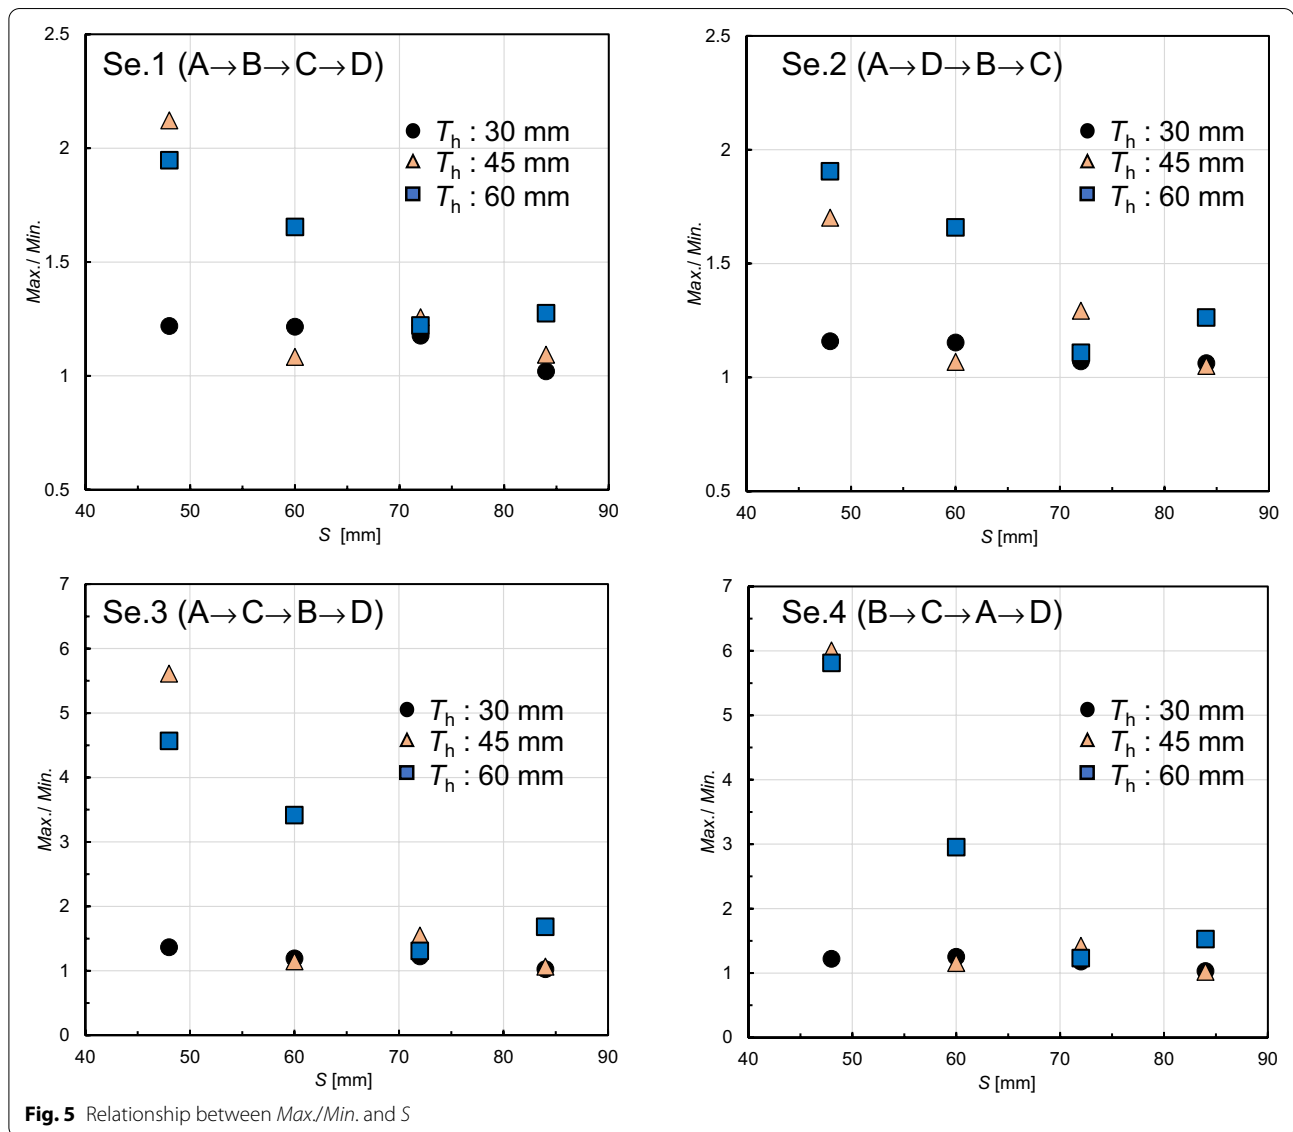 Se.1 (A→B→C→D)
2.5
2
1.5
1
0.5
Max./ Min.
Th : 30 mm
Th : 45 mm
Th : 60 mm
40 50 60 70 80 90
S [mm]
Se.2 (A→D→B→C)
2.5
2
1.5
1
0.5
Max./ Min.
Th : 30 mm
Th : 45 mm
Th : 60 mm
40 50 60 70 80 90
S [mm]
Se.3 (A→C→B→D)
7
6
5
4
3
2
1
0
Max./ Min.
Th : 30 mm
Th : 45 mm
Th : 60 mm
40 50 60 70 80 90
S [mm]
Se.4 (B→C→A→D)
7
6
5
4
3
2
1
0
Max./ Min.
Th : 30 mm
Th : 45 mm
Th : 60 mm
40 50 60 70 80 90
S [mm]
Fig. 5 Relationship between Max./Min. and S